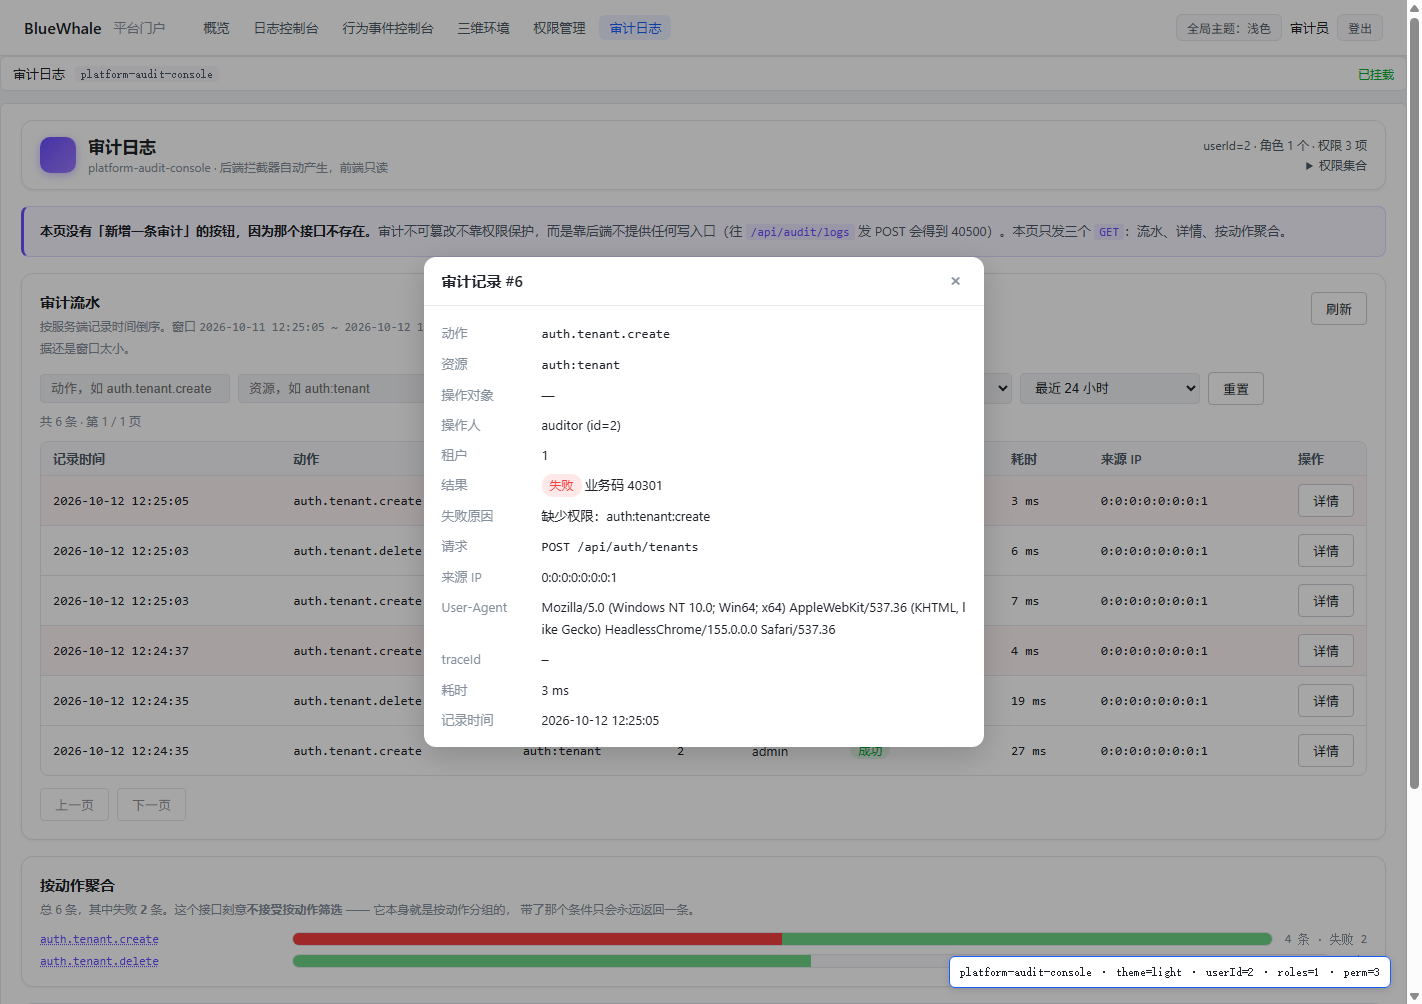 BlueWhale 平台门户 概览 日志控制台 行为事件控制台 三维环境 权限管理 审计日志 全局主题：浅色 审计员 登出
审计日志 platform-audit-console 已挂载
审计日志
platform-audit-console · 后端拦截器自动产生，前端只读
userId=2 · 角色 1 个 · 权限 3 项
▶ 权限集合
本页没有「新增一条审计」的按钮，因为那个接口不存在。审计不可篡改不靠权限保护，而是靠后端不提供任何写入口（往 /api/audit/logs 发 POST 会得到 40500）。本页只发三个 GET ：流水、详情、按动作聚合。
审计流水
按服务端记录时间倒序。窗口 2026-10-11 12:25:05 ~ 2026-10-12 1
据还是窗口太小。
刷新
动作，如 auth.tenant.create 资源，如 auth:tenant 最近 24 小时 重置
共 6 条 · 第 1 / 1 页
记录时间 动作 耗时 来源 IP 操作
2026-10-12 12:25:05 auth.tenant.create 3 ms 0:0:0:0:0:0:0:1 详情
2026-10-12 12:25:03 auth.tenant.delete 6 ms 0:0:0:0:0:0:0:1 详情
2026-10-12 12:25:03 auth.tenant.create 7 ms 0:0:0:0:0:0:0:1 详情
2026-10-12 12:24:37 auth.tenant.create 4 ms 0:0:0:0:0:0:0:1 详情
2026-10-12 12:24:35 auth.tenant.delete 19 ms 0:0:0:0:0:0:0:1 详情
2026-10-12 12:24:35 auth.tenant.create auth:tenant 2 admin 成功 27 ms 0:0:0:0:0:0:0:1 详情
上一页 下一页
审计记录 #6 ×
动作 auth.tenant.create
资源 auth:tenant
操作对象 —
操作人 auditor (id=2)
租户 1
结果 失败 业务码 40301
失败原因 缺少权限：auth:tenant:create
请求 POST /api/auth/tenants
来源 IP 0:0:0:0:0:0:0:1
User-Agent Mozilla/5.0 (Windows NT 10.0; Win64; x64) AppleWebKit/537.36 (KHTML, l
ike Gecko) HeadlessChrome/155.0.0.0 Safari/537.36
traceId —
耗时 3 ms
记录时间 2026-10-12 12:25:05
按动作聚合
总 6 条，其中失败 2 条。这个接口刻意不接受按动作筛选 —— 它本身就是按动作分组的， 带了那个条件只会永远返回一条。
auth.tenant.create 4 条 · 失败 2
auth.tenant.delete
platform-audit-console · theme=light · userId=2 · roles=1 · perm=3